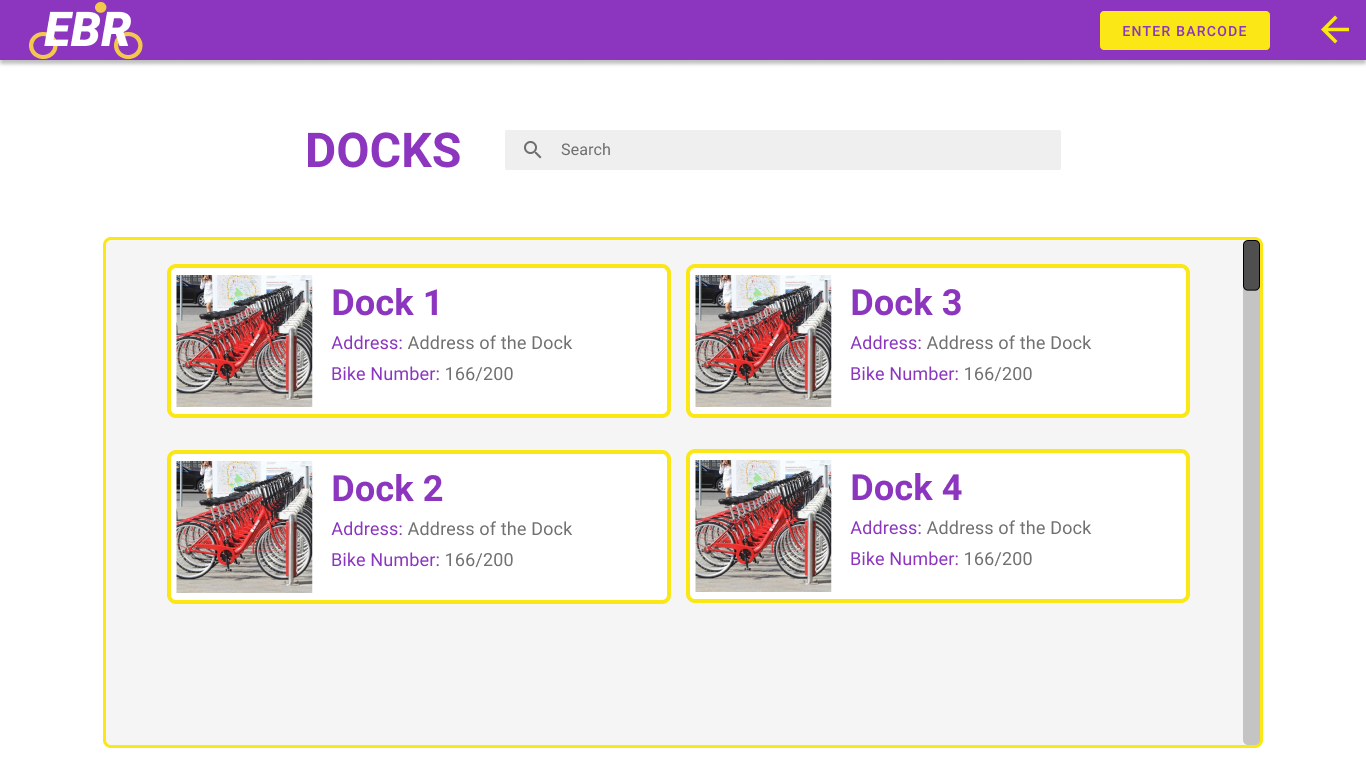 EBR
ENTER BARCODE
DOCKS
Search
Dock 1
Address: Address of the Dock
Bike Number: 166/200
Dock 3
Address: Address of the Dock
Bike Number: 166/200
Dock 2
Address: Address of the Dock
Bike Number: 166/200
Dock 4
Address: Address of the Dock
Bike Number: 166/200